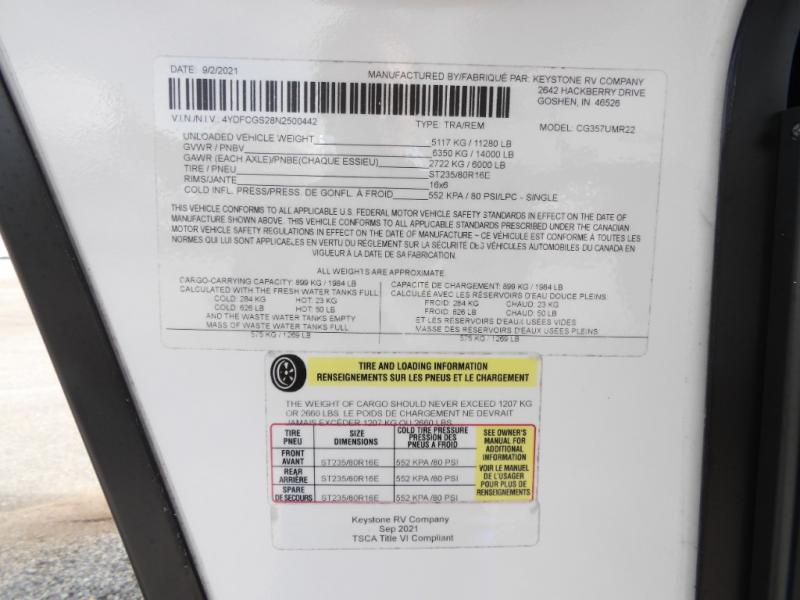 DATE: 9/2/2021 MANUFACTURED BY/FABRIQUÉ PAR: KEYSTONE RV COMPANY
2642 HACKBERRY DRIVE
GOSHEN, IN 46526
V.I.N./N.I.V.: 4YDFCGS28N2500442 TYPE: TRA/REM MODEL: CG357UMR22
UNLOADED VEHICLE WEIGHT 5117 KG / 11280 LB
GVWR / PNBV 6350 KG / 14000 LB
GAWR (EACH AXLE)/PNBE(CHAQUE ESSIEU) 2722 KG / 6000 LB
TIRE / PNEU ST235/80R16E
RIMS/JANTE 16x6
COLD INFL. PRESS/PRESS. DE GONFL. À FROID 552 KPA / 80 PSI/LPC - SINGLE
THIS VEHICLE CONFORMS TO ALL APPLICABLE U.S. FEDERAL MOTOR VEHICLE SAFETY STANDARDS IN EFFECT ON THE DATE OF
MANUFACTURE SHOWN ABOVE. THIS VEHICLE CONFORMS TO ALL APPLICABLE STANDARDS PRESCRIBED UNDER THE CANADIAN
MOTOR VEHICLE SAFETY REGULATIONS IN EFFECT ON THE DATE OF MANUFACTURE ~ CE VÉHICULE EST CONFORME À TOUTES LES
NORMES QUI LUI SONT APPLICABLES EN VERTU DU RÈGLEMENT SUR LA SÉCURITÉ DES VÉHICULES AUTOMOBILES DU CANADA EN
VIGUEUR À LA DATE DE SA FABRICATION.
ALL WEIGHTS ARE APPROXIMATE
CARGO-CARRYING CAPACITY: 899 KG / 1984 LB
CALCULATED WITH THE FRESH WATER TANKS FULL
COLD: 284 KG HOT: 23 KG
COLD: 626 LB HOT: 50 LB
AND THE WASTE WATER TANKS EMPTY
MASS OF WASTE WATER TANKS FULL
575 KG / 1269 LB
CAPACITÉ DE CHARGEMENT: 899 KG / 1984 LB
CALCULÉE AVEC LES RÉSERVOIRS D'EAU DOUCE PLEINS:
FROID: 284 KG CHAUD: 23 KG
FROID: 626 LB CHAUD: 50 LB
ET LES RÉSERVOIRS D'EAUX USÉES VIDES
MASSE DES RÉSERVOIRS D'EAUX USÉES PLEINS:
575 KG / 1269 LB
TIRE AND LOADING INFORMATION
RENSEIGNEMENTS SUR LES PNEUS ET LE CHARGEMENT
THE WEIGHT OF CARGO SHOULD NEVER EXCEED 1207 KG
OR 2660 LBS. LE POIDS DE CHARGEMENT NE DEVRAIT
JAMAIS EXCÉDER 1207 KG OU 2660 LBS.
TIRE
PNEU
SIZE
DIMENSIONS
COLD TIRE PRESSURE
PRESSION DES
PNEUS A FROID
FRONT
AVANT
ST235/80R16E 552 KPA /80 PSI
REAR
ARRIÈRE
ST235/80R16E 552 KPA /80 PSI
SPARE
DE SECOURS
ST235/80R16E 552 KPA /80 PSI
SEE OWNER'S
MANUAL FOR
ADDITIONAL
INFORMATION
VOIR LE MANUEL
DE L'USAGER
POUR PLUS DE
RENSEIGNEMENTS
Keystone RV Company
Sep 2021
TSCA Title VI Compliant